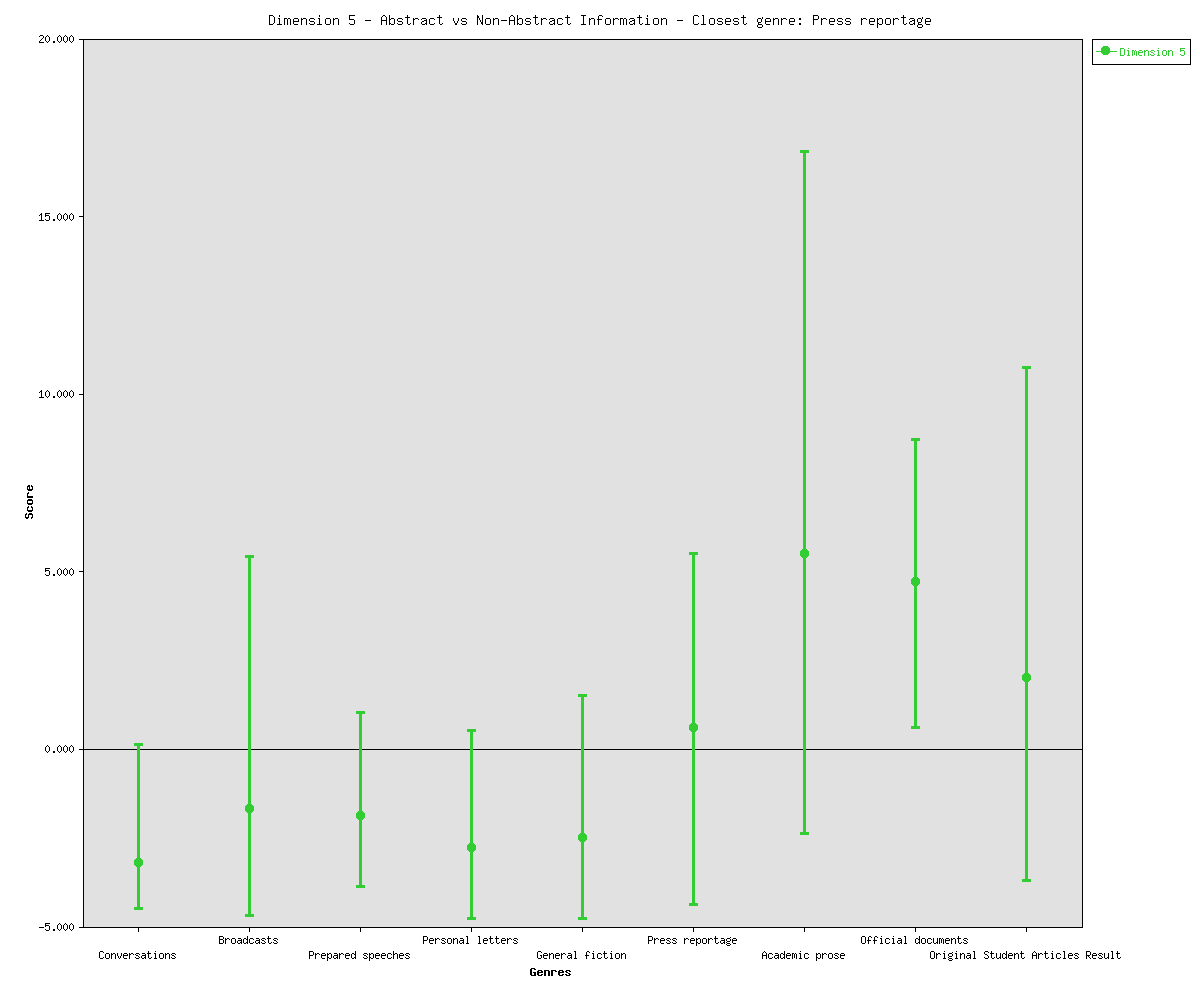 Dimension 5 - Abstract vs Non-Abstract Information - Closest genre: Press reportage
20.000
Dimension 5
15.000
10.000
5.000
0.000
-5.000
Score
Broadcasts
Personal letters
Press reportage
Official documents
Conversations
Prepared speeches
General fiction
Academic prose
Original Student Articles Result
Genres